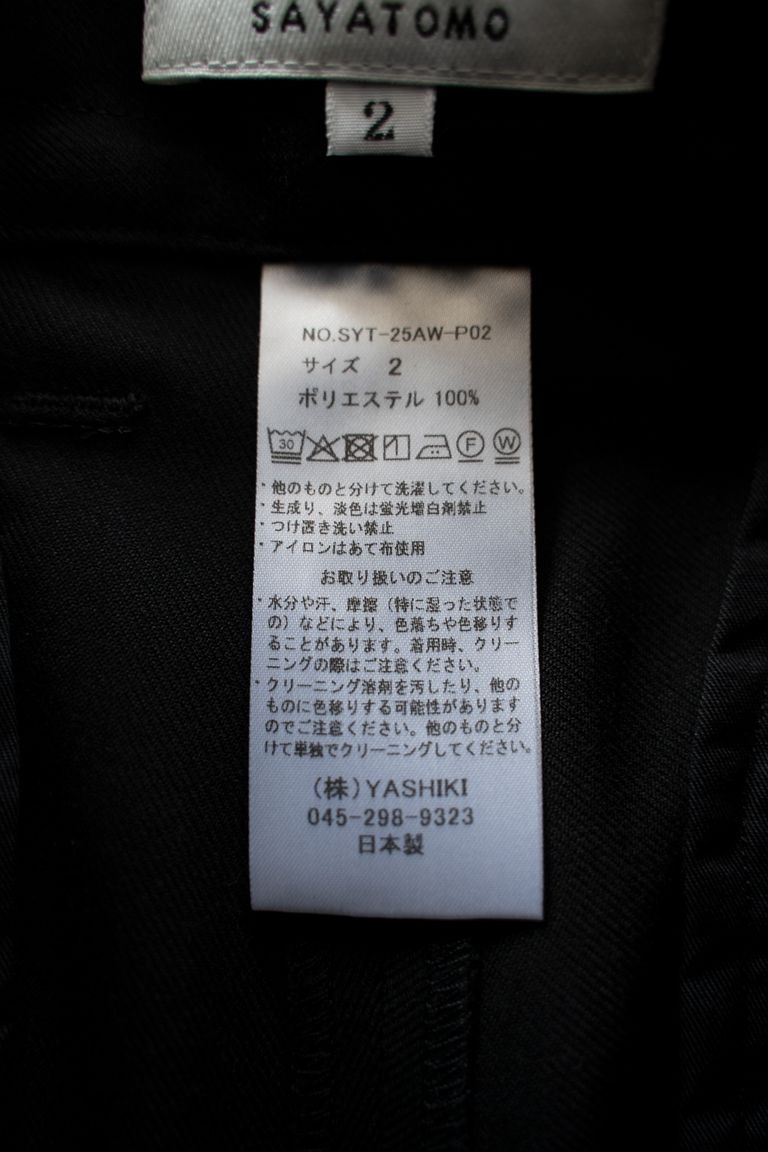 SAYATOMO
2
NO.SYT-25AW-P02
サイズ 2
ポリエステル 100%
30 F W
・他のものと分けて洗濯してください。
・生成り、淡色は蛍光増白剤禁止
・つけ置き洗い禁止
・アイロンはあて布使用
お取り扱いのご注意
・水分や汗、摩擦（特に湿った状態で
の）などにより、色落ちや色移りす
ることがあります。着用時、クリー
ニングの際はご注意ください。
・クリーニング溶剤を汚したり、他の
ものに色移りする可能性があります
のでご注意ください。他のものと分
けて単独でクリーニングしてください。
（株）YASHIKI
045-298-9323
日本製